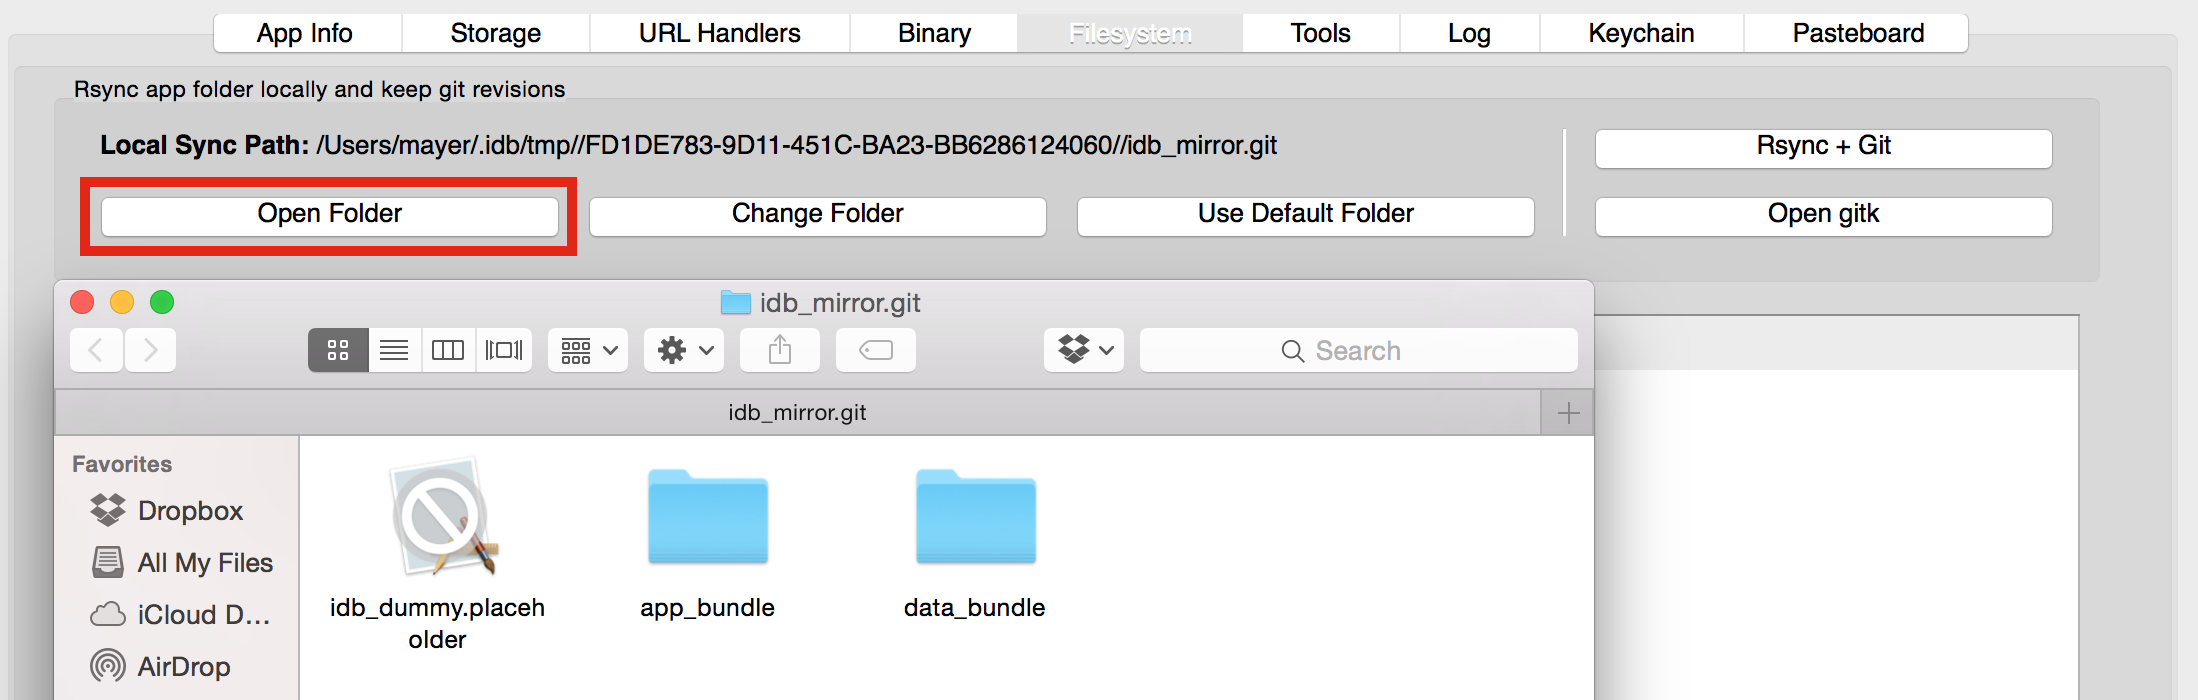 App Info Storage URL Handlers Binary Filesystem Tools Log Keychain Pasteboard
Rsync app folder locally and keep git revisions
Local Sync Path: /Users/mayer/.idb/tmp//FD1DE783-9D11-451C-BA23-BB6286124060//idb_mirror.git
Rsync + Git
Open Folder Change Folder Use Default Folder Open gitk
idb_mirror.git
Search
idb_mirror.git
Favorites
Dropbox
All My Files
iCloud D...
AirDrop
idb_dummy.placeh
older
app_bundle
data_bundle